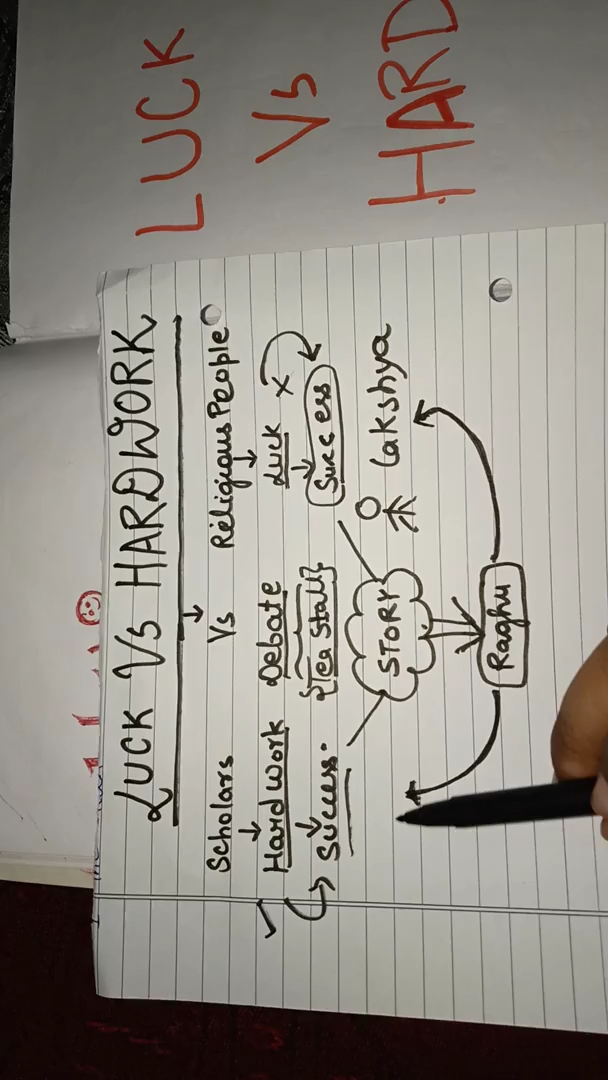 LUCK
Vs
HARD
LUCK Vs HARDWORK
Scholars Vs Religious People
Hardwork Debate Luck x
Success. {Tea Stall} Success
STORY Lakshya
Raghu